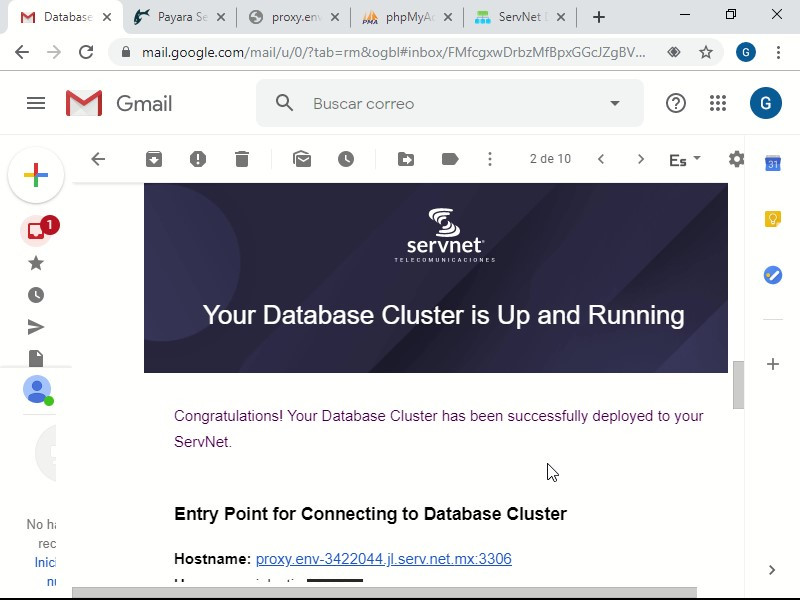 Database
Payara Se
proxy.env
phpMyAd
ServNet
mail.google.com/mail/u/0/?tab=rm&ogbl#inbox/FMfcgxwDrbzMfBpxGGcJZgBV...
G
Gmail
Buscar correo
G
2 de 10
Es
31
1
servnet
TELECOMUNICACIONES
Your Database Cluster is Up and Running
Congratulations! Your Database Cluster has been successfully deployed to your
ServNet.
Entry Point for Connecting to Database Cluster
Hostname: proxy.env-3422044.jl.serv.net.mx:3306
No ha
rec
Inici
nu